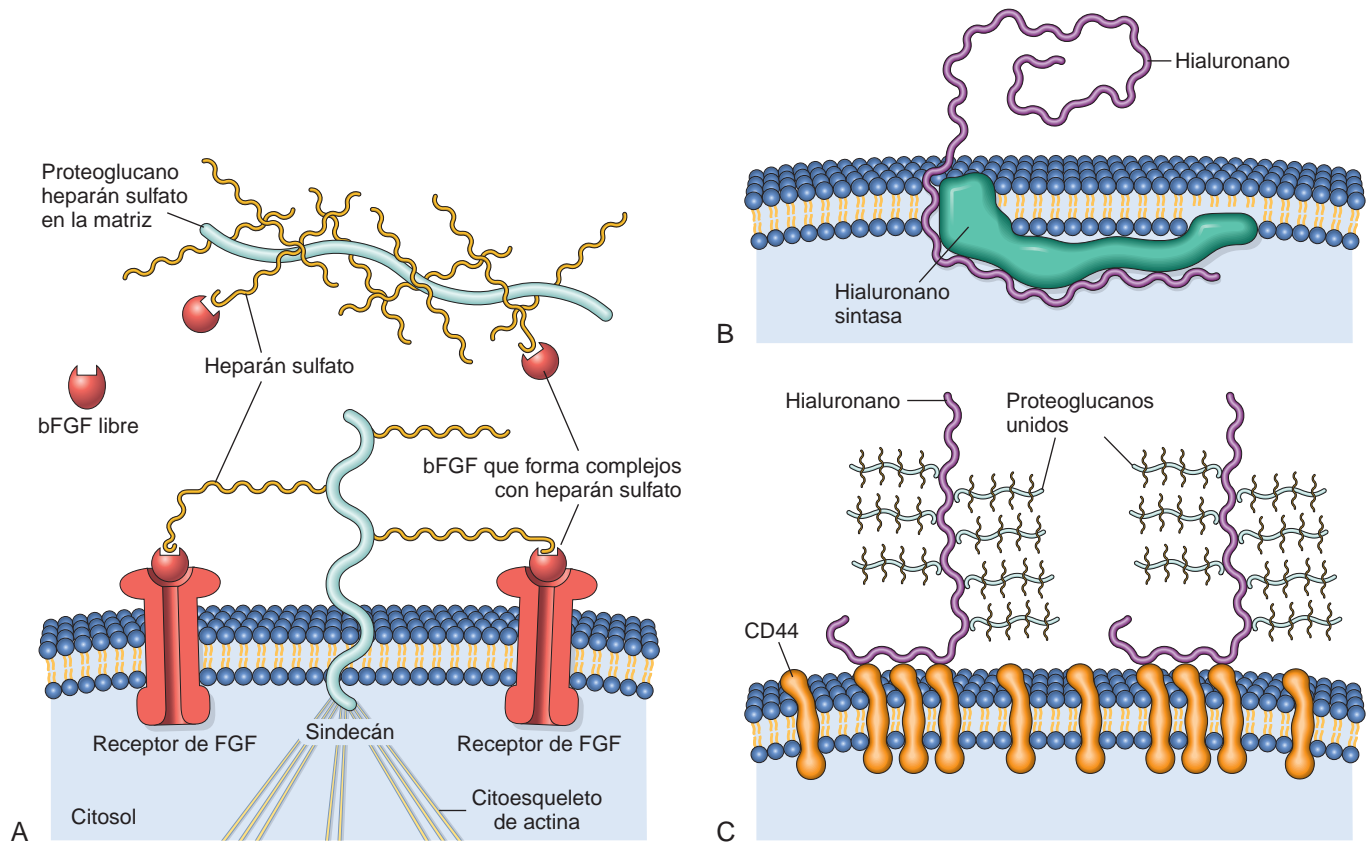 Proteoglucano
heparán sulfato
en la matriz
Heparán sulfato
bFGF libre
bFGF que forma complejos
con heparán sulfato
Receptor de FGF
Sindecán
Receptor de FGF
Citoesqueleto
de actina
Citosol
A
Hialuronano
Hialuronano
sintasa
B
Hialuronano
Proteoglucanos
unidos
CD44
C